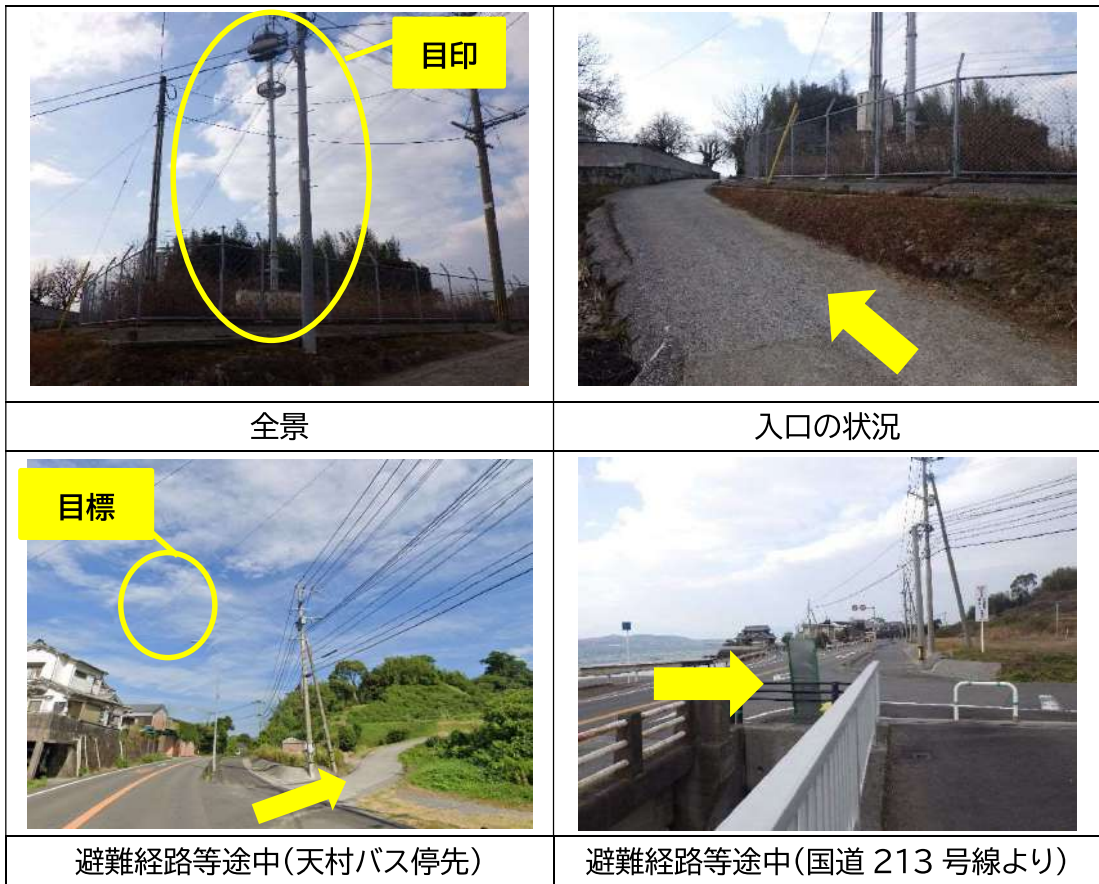 目印
全景
入口の状況
目標
避難経路等途中(天村バス停先)
避難経路等途中(国道 213 号線より)